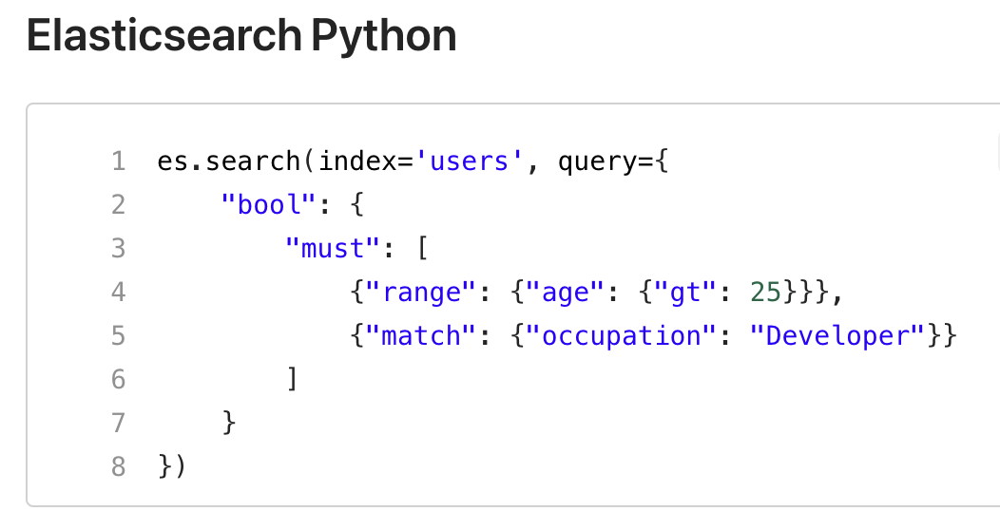 Elasticsearch Python
1 es.search(index='users', query={
2     "bool": {
3         "must": [
4             {"range": {"age": {"gt": 25}}},
5             {"match": {"occupation": "Developer"}}
6         ]
7     }
8 })